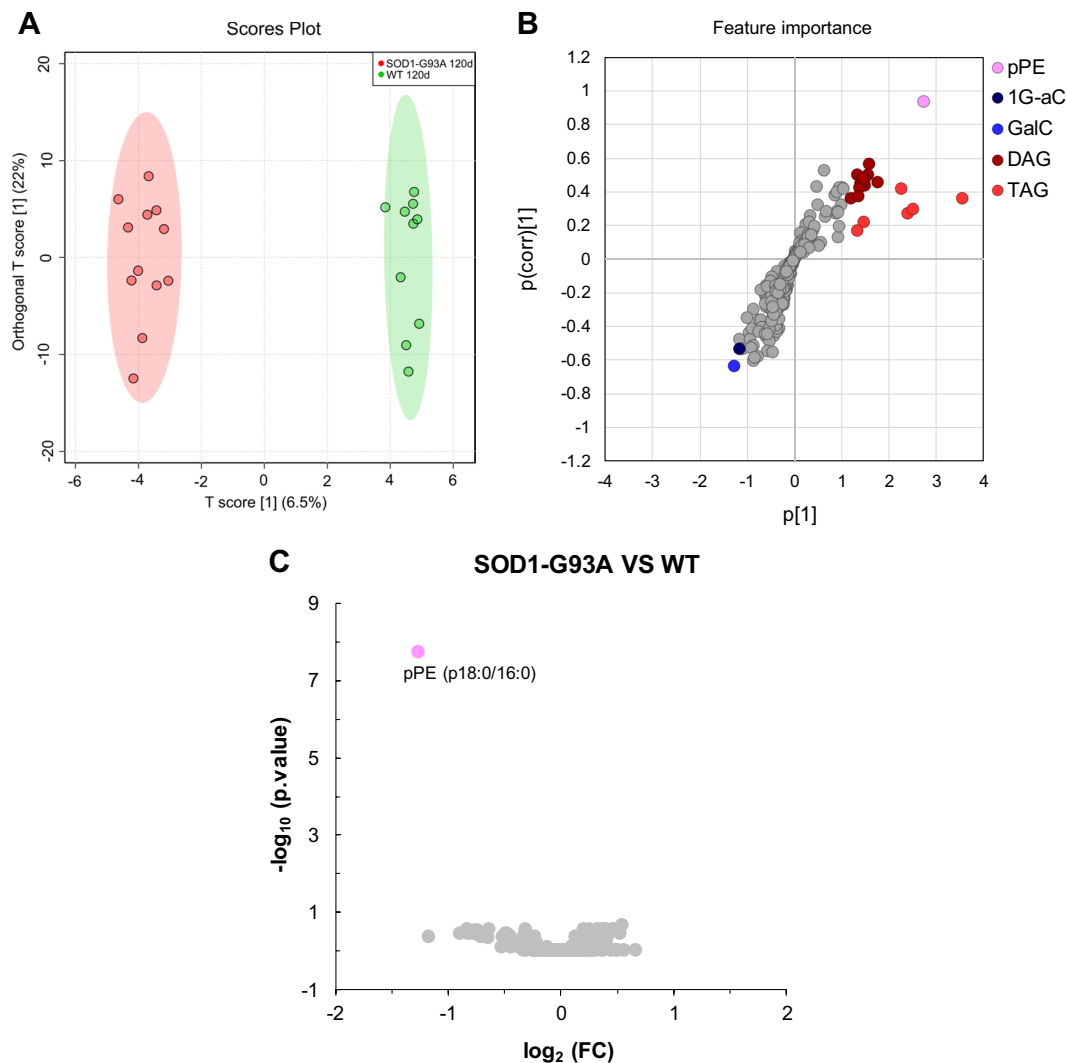 A
Scores Plot
SOD1-G93A 120d
WT 120d
Orthogonal T score [1] (22%)
20
10
0
-10
-20
-6
-4
-2
0
2
4
6
T score [1] (6.5%)
B
Feature importance
pPE
1G-aC
GalC
DAG
TAG
p(corr)[1]
1.2
1
0.8
0.6
0.4
0.2
0
-0.2
-0.4
-0.6
-0.8
-1
-1.2
-4
-3
-2
-1
0
1
2
3
4
p[1]
C
SOD1-G93A VS WT
-log₁₀ (p.value)
9
7
5
3
1
-1
pPE (p18:0/16:0)
-2
-1
0
1
2
log₂ (FC)